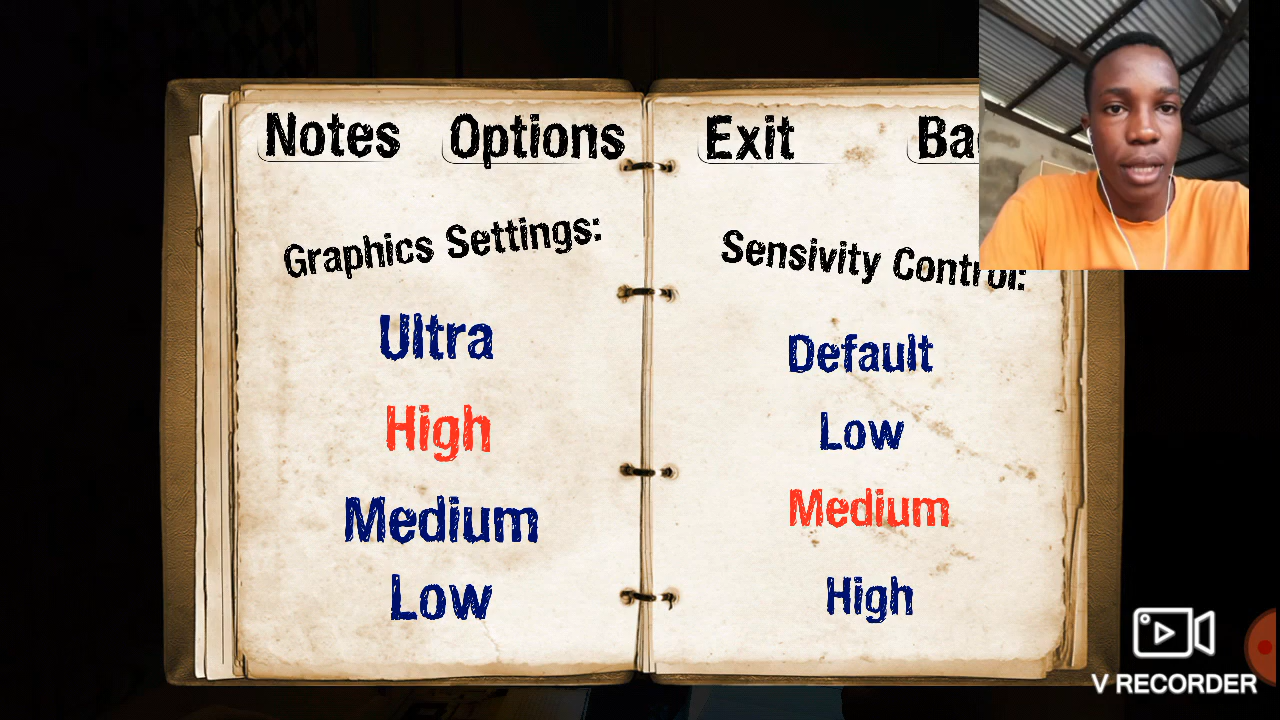 Notes Options Exit
Graphics Settings:
Ultra
High
Medium
Low
Sensivity Control:
Default
Low
Medium
High
V RECORDER